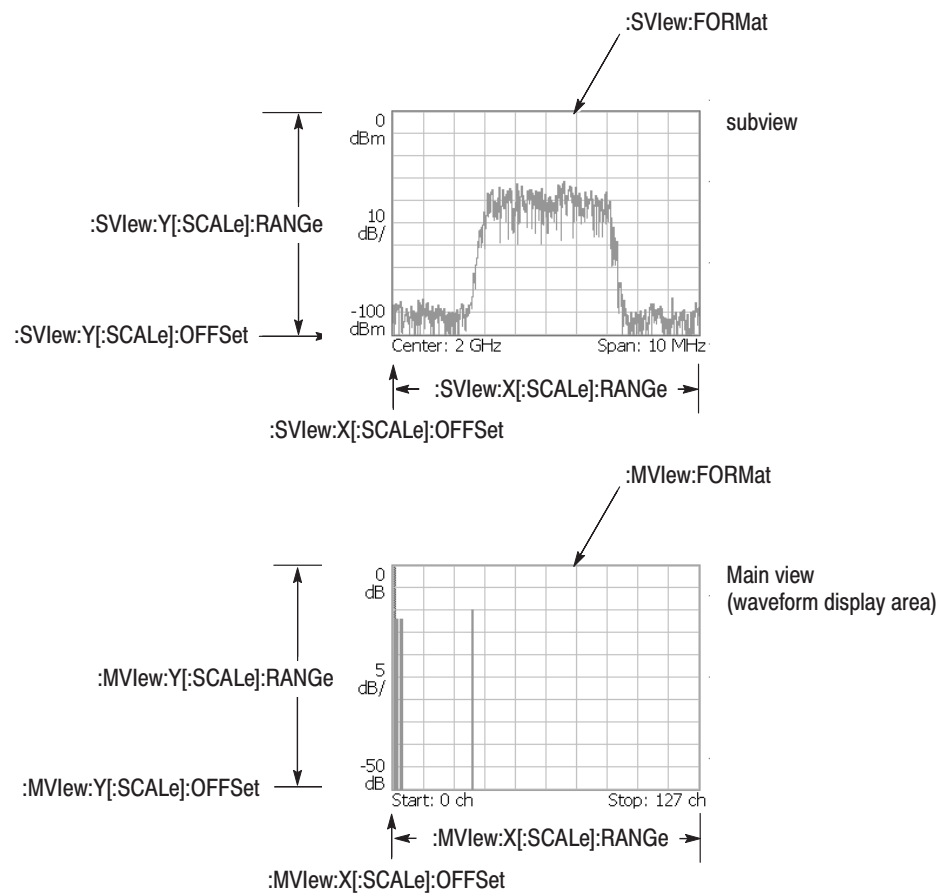 :SVIew:FORMat
0
dBm
subview
:SVIew:Y[:SCALe]:RANGe
10
dB/
:SVIew:Y[:SCALe]:OFFSet
-100
dBm
Center: 2 GHz
Span: 10 MHz
:SVIew:X[:SCALe]:RANGe
:SVIew:X[:SCALe]:OFFSet
:MVIew:FORMat
0
dB
Main view
(waveform display area)
:MVIew:Y[:SCALe]:RANGe
5
dB/
:MVIew:Y[:SCALe]:OFFSet
-50
dB
Start: 0 ch
Stop: 127 ch
:MVIew:X[:SCALe]:RANGe
:MVIew:X[:SCALe]:OFFSet